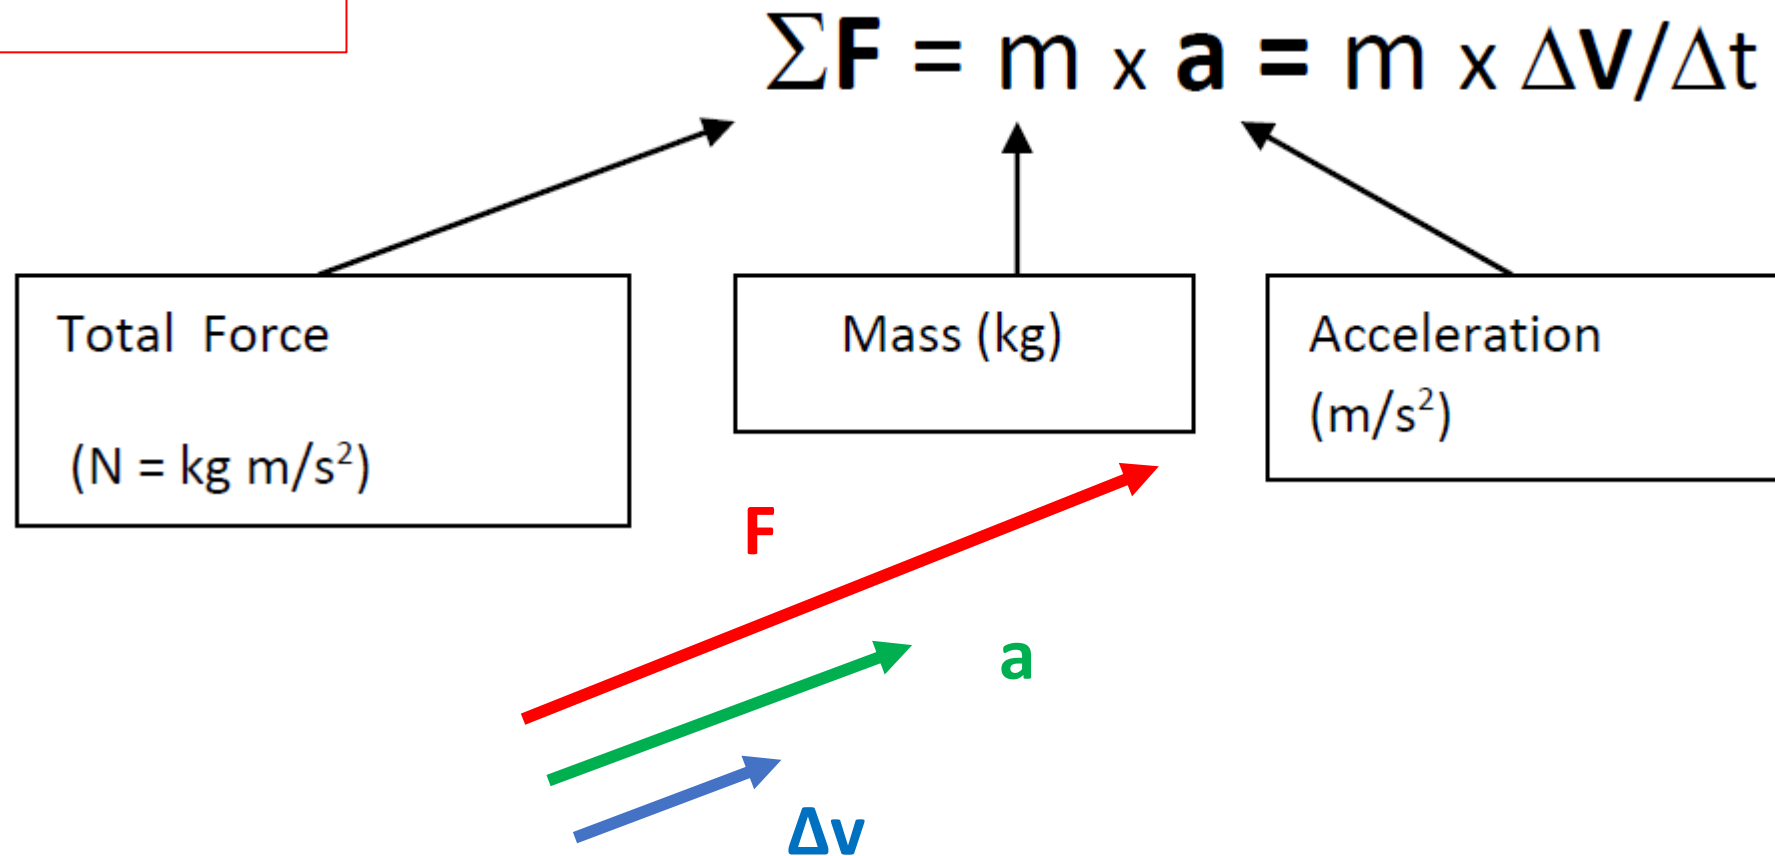 ΣF = m x a = m x Δv/Δt
Total Force
(N = kg m/s²)
Mass (kg)
Acceleration
(m/s²)
F
a
Δv